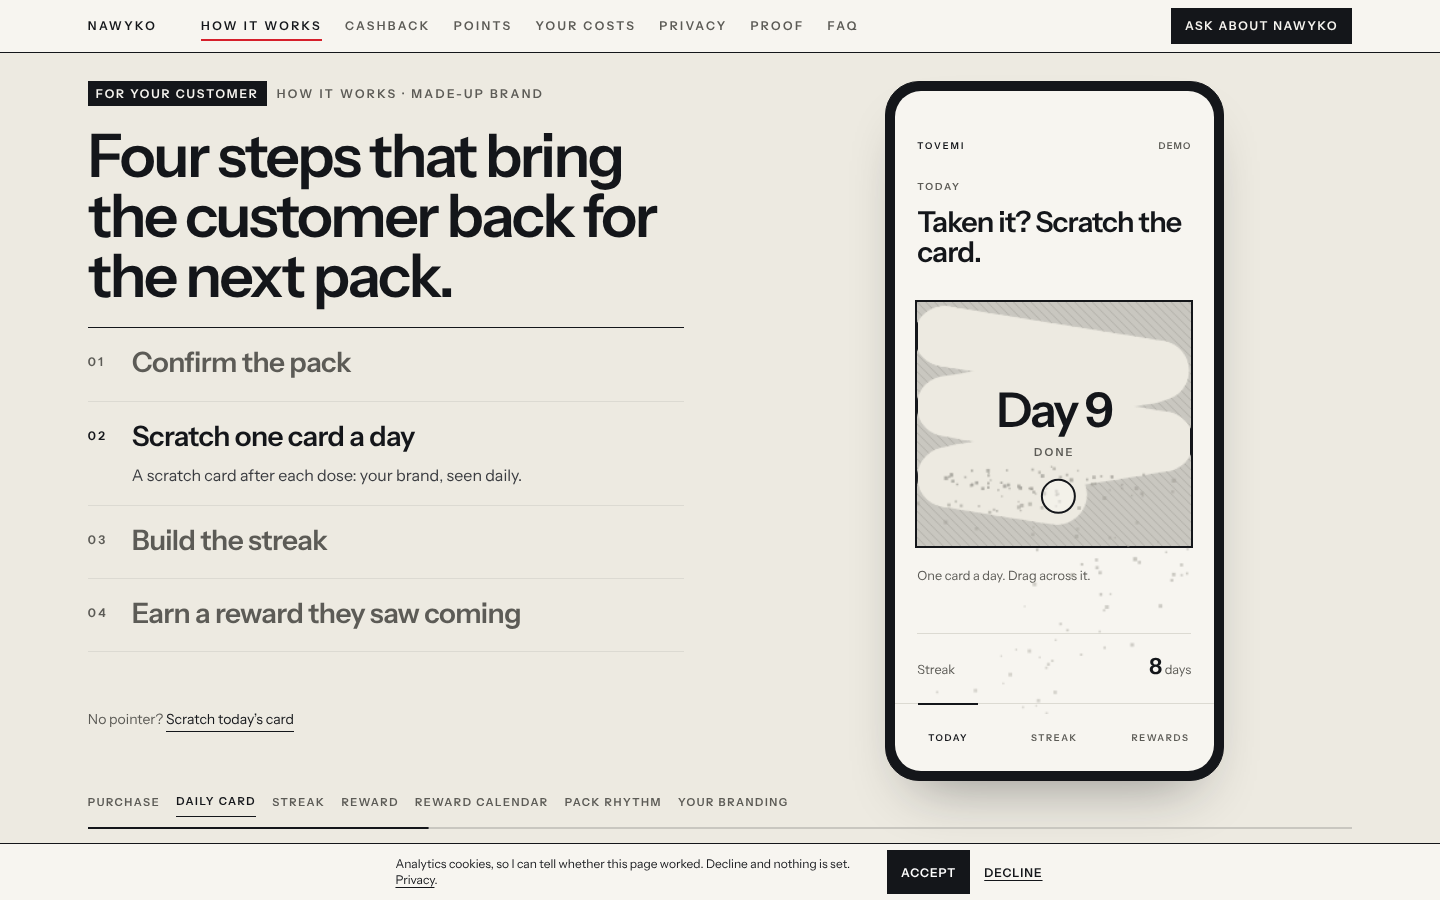 NAWYKO
HOW IT WORKS
CASHBACK
POINTS
YOUR COSTS
PRIVACY
PROOF
FAQ
ASK ABOUT NAWYKO
FOR YOUR CUSTOMER
HOW IT WORKS · MADE-UP BRAND
Four steps that bring
the customer back for
the next pack.
01 Confirm the pack
02 Scratch one card a day
A scratch card after each dose: your brand, seen daily.
03 Build the streak
04 Earn a reward they saw coming
No pointer? Scratch today’s card
TOVEMI
DEMO
TODAY
Taken it? Scratch the
card.
Day 9
DONE
One card a day. Drag across it.
Streak
8 days
TODAY
STREAK
REWARDS
PURCHASE
DAILY CARD
STREAK
REWARD
REWARD CALENDAR
PACK RHYTHM
YOUR BRANDING
Analytics cookies, so I can tell whether this page worked. Decline and nothing is set.
Privacy.
ACCEPT
DECLINE